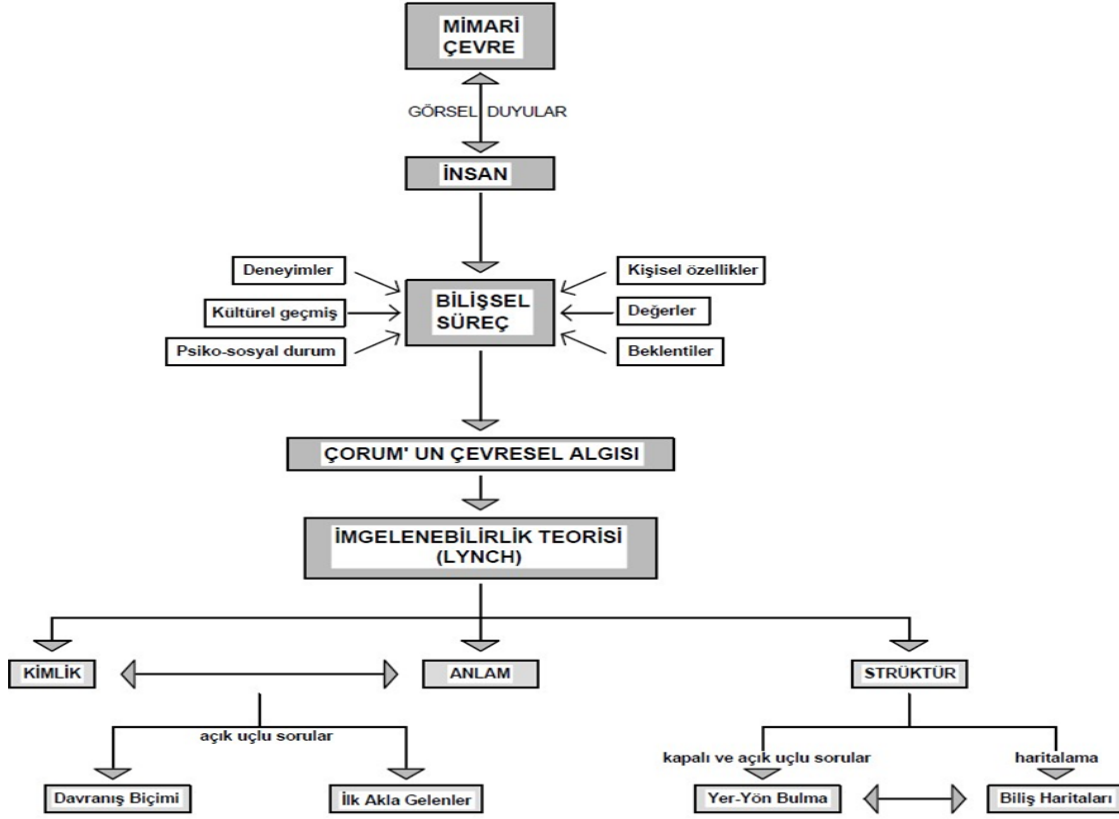 MİMARİ
ÇEVRE
GÖRSEL DUYULAR
İNSAN
Deneyimler
Kültürel geçmiş
Psiko-sosyal durum
BİLİŞSEL
SÜREÇ
Kişisel özellikler
Değerler
Beklentiler
ÇORUM' UN ÇEVRESEL ALGISI
İMGELENEBİLİRLİK TEORİSİ
(LYNCH)
KİMLİK
ANLAM
STRÜKTÜR
açık uçlu sorular
kapalı ve açık uçlu sorular
haritalama
Davranış Biçimi
İlk Akla Gelenler
Yer-Yön Bulma
Biliş Haritaları